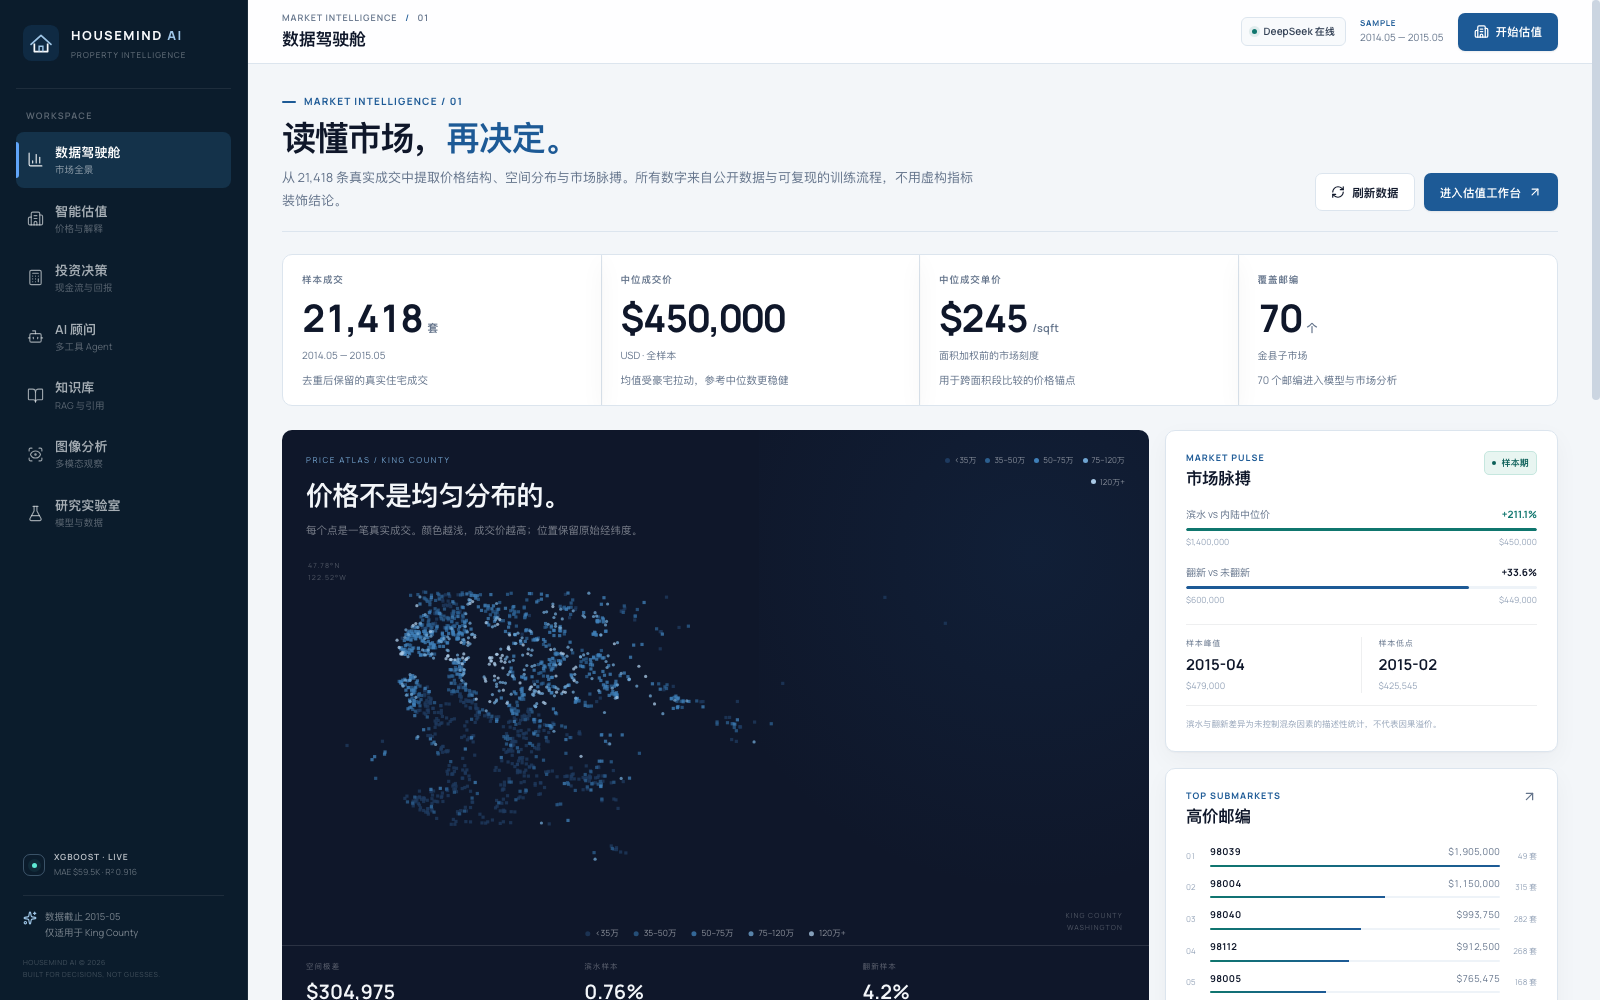 HOUSEMIND AI
PROPERTY INTELLIGENCE
WORKSPACE
数据驾驶舱
市场全景
智能估值
价格与解释
投资决策
现金流与回报
AI 顾问
多工具 Agent
知识库
RAG 与引用
图像分析
多模态观察
研究实验室
模型与数据
XGBOOST · LIVE
MAE $59.5K · R² 0.916
数据截止 2015-05
仅适用于 King County
HOUSEMIND AI © 2026
BUILT FOR DECISIONS, NOT GUESSES.
MARKET INTELLIGENCE / 01
数据驾驶舱
DeepSeek 在线
SAMPLE
2014.05 — 2015.05
开始估值
MARKET INTELLIGENCE / 01
读懂市场，再决定。
从 21,418 条真实成交中提取价格结构、空间分布与市场脉搏。所有数字来自公开数据与可复现的训练流程，不用虚构指标
装饰结论。
刷新数据
进入估值工作台
样本成交
21,418 套
2014.05 — 2015.05
去重后保留的真实住宅成交
中位成交价
$450,000
USD · 全样本
均值受豪宅拉动，参考中位数更稳健
中位成交单价
$245 /sqft
面积加权前的市场刻度
用于跨面积段比较的价格锚点
覆盖邮编
70 个
金县子市场
70 个邮编进入模型与市场分析
PRICE ATLAS / KING COUNTY
价格不是均匀分布的。
每个点是一笔真实成交。颜色越浅，成交价越高；位置保留原始经纬度。
<35万 35–50万 50–75万 75–120万
120万+
47.78°N
122.52°W
KING COUNTY
WASHINGTON
<35万 35–50万 50–75万 75–120万 120万+
空间极差
$304,975
滨水样本
0.76%
翻新样本
4.2%
MARKET PULSE
市场脉搏
样本期
滨水 vs 内陆中位价 +211.1%
$1,400,000 $450,000
翻新 vs 未翻新 +33.6%
$600,000 $449,000
样本峰值
2015-04
$479,000
样本低点
2015-02
$425,545
滨水与翻新差异为未控制混杂因素的描述性统计，不代表因果溢价。
TOP SUBMARKETS
高价邮编
01 98039 $1,905,000 49 套
02 98004 $1,150,000 315 套
03 98040 $993,750 282 套
04 98112 $912,500 268 套
05 98005 $765,475 168 套